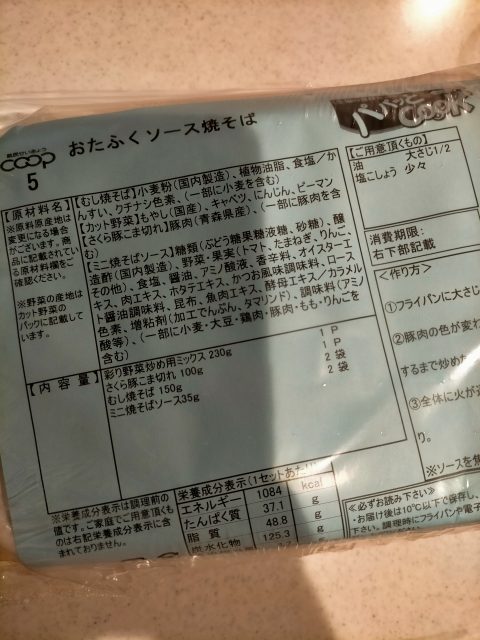 おたふくソース焼そば
CO・OP
5
パパッと
COOK
【原材料名】
※原料原産地は
変更になる場合
がございます。商
品に記載されてい
る原材料欄をご
確認ください。
※野菜の産地は
カット野菜の
パックに記載して
います。
【むし焼そば】小麦粉(国内製造)、植物油脂、食塩／か
んすい、クチナシ色素、(一部に小麦を含む)
【カット野菜】もやし(国産)、キャベツ、にんじん、ピーマン
【さくら豚こま切れ】豚肉(青森県産)、(一部に豚肉を含
む)
【ミニ焼そばソース】糖類(ぶどう糖果糖液糖、砂糖)、醸
造酢(国内製造)、野菜・果実(トマト、たまねぎ、りんご、
その他)、食塩、醤油、アミノ酸液、香辛料、オイスターエ
キス、肉エキス、ホタテエキス、かつお風味調味料、ロース
ト醤油調味料、昆布、魚肉エキス、酵母エキス／カラメル
色素、増粘剤(加工でんぷん、タマリンド)、調味料(アミノ
酸等)、(一部に小麦・大豆・鶏肉・豚肉・もも・りんごを
含む)
【内容量】
彩り野菜炒め用ミックス 230g 1P
さくら豚こま切れ 100g 1P
むし焼そば 150g 2袋
ミニ焼そばソース35g 2袋
【ご用意頂くもの】
油 大さじ1/2
塩こしょう 少々
消費期限:
右下部記載
<作り方>
①フライパンに大さじ
②豚肉の色が変わ
するまで炒めた
③全体に火が通
り。
※ソースを焦
※栄養成分表示は調理前の
値です。ご家庭でご用意頂くも
のは右記栄養成分表示に含
まれておりません。
栄養成分表示(1セットあたり)
エネルギー 1084 kcal
たんぱく質 37.1 g
脂質 48.8 g
炭水化物 125.3 g
≪必ずお読み下さい≫
・お届け後は10℃以下で保存し、
下さい。調理時にフライパンや電子